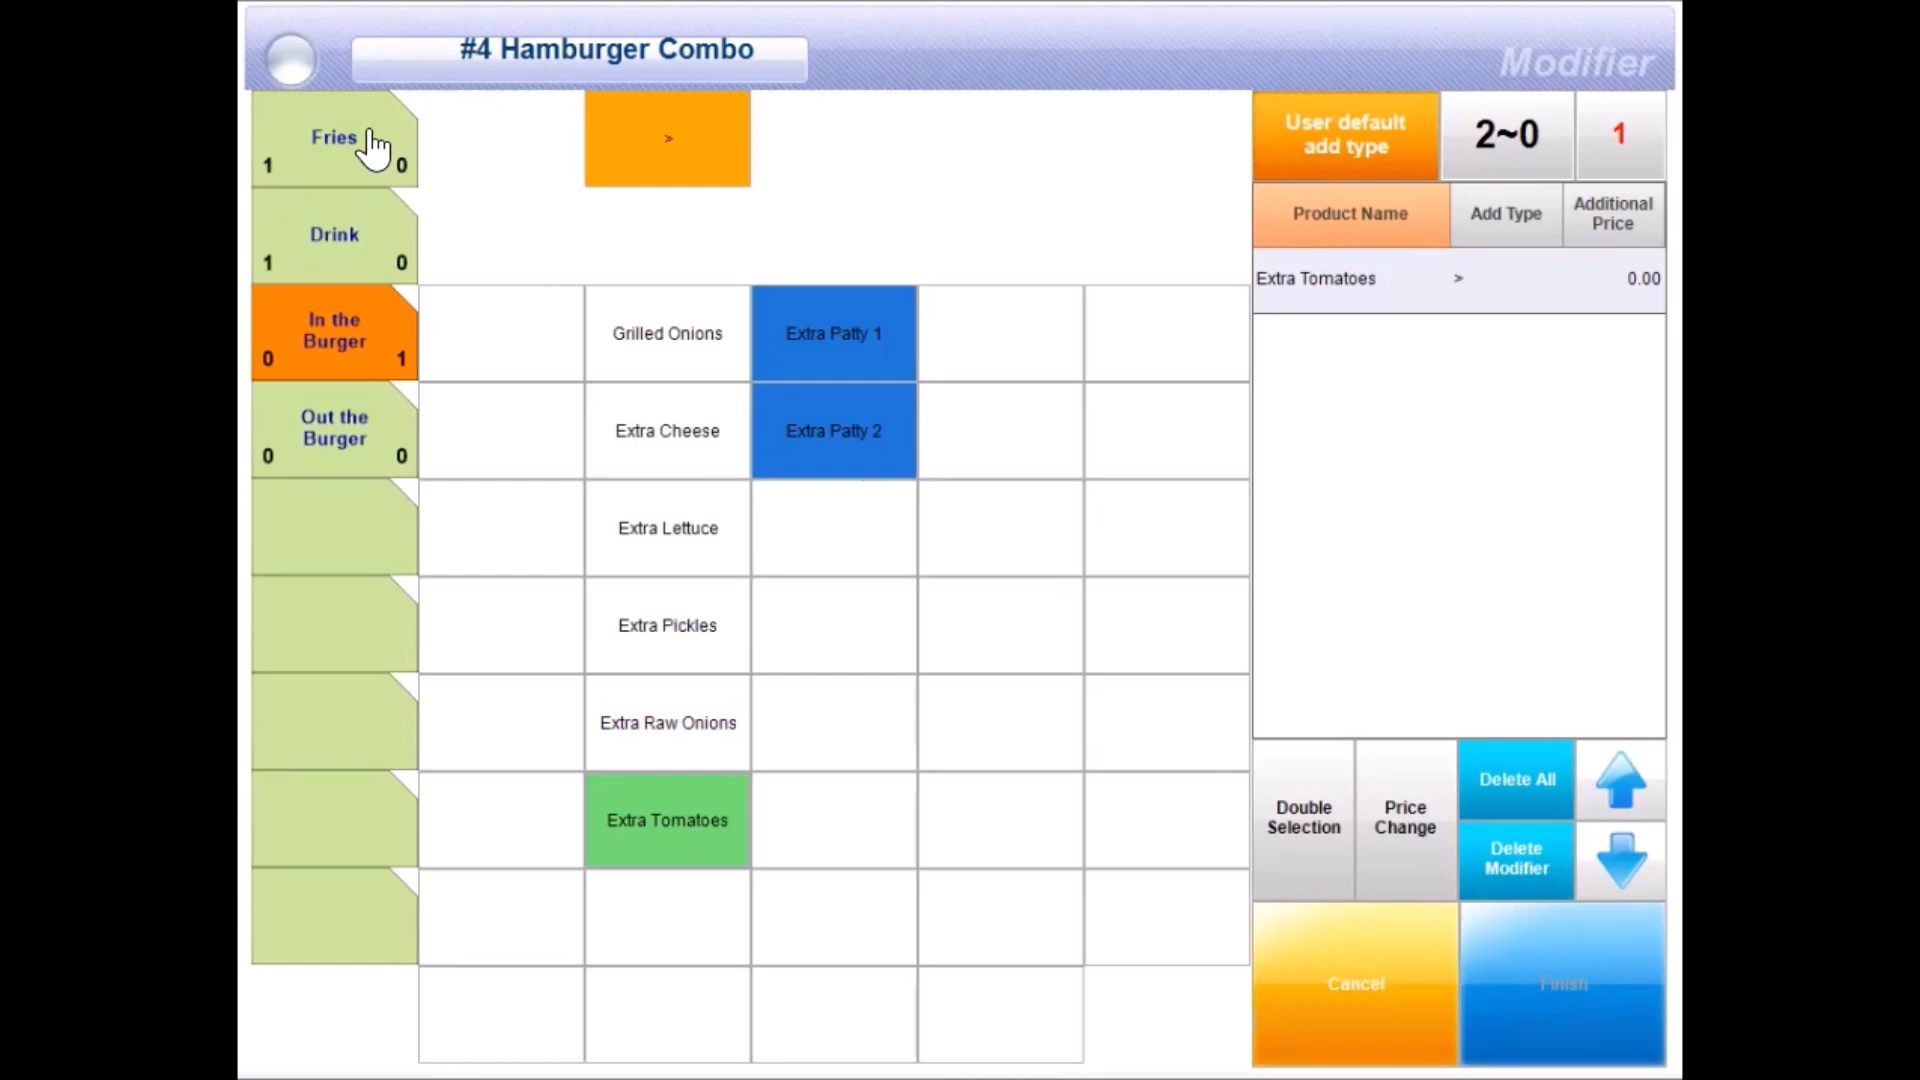 #4 Hamburger Combo
Modifier
Fries
1 0
Drink
1 0
In the
Burger
0 1
Out the
Burger
0 0
>
Grilled Onions
Extra Patty 1
Extra Cheese
Extra Patty 2
Extra Lettuce
Extra Pickles
Extra Raw Onions
Extra Tomatoes
User default
add type
2~0
1
Product Name
Add Type
Additional
Price
Extra Tomatoes > 0.00
Double
Selection
Price
Change
Delete All
Delete
Modifier
Cancel
Finish